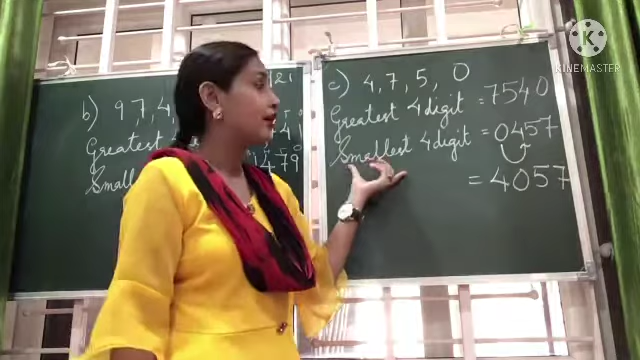 b) 9, 7, 4,
Greatest
Small
1479
c) 4, 7, 5, 0
Greatest 4 digit = 7540
Smallest 4 digit = 0457
= 4057
KINEMASTER